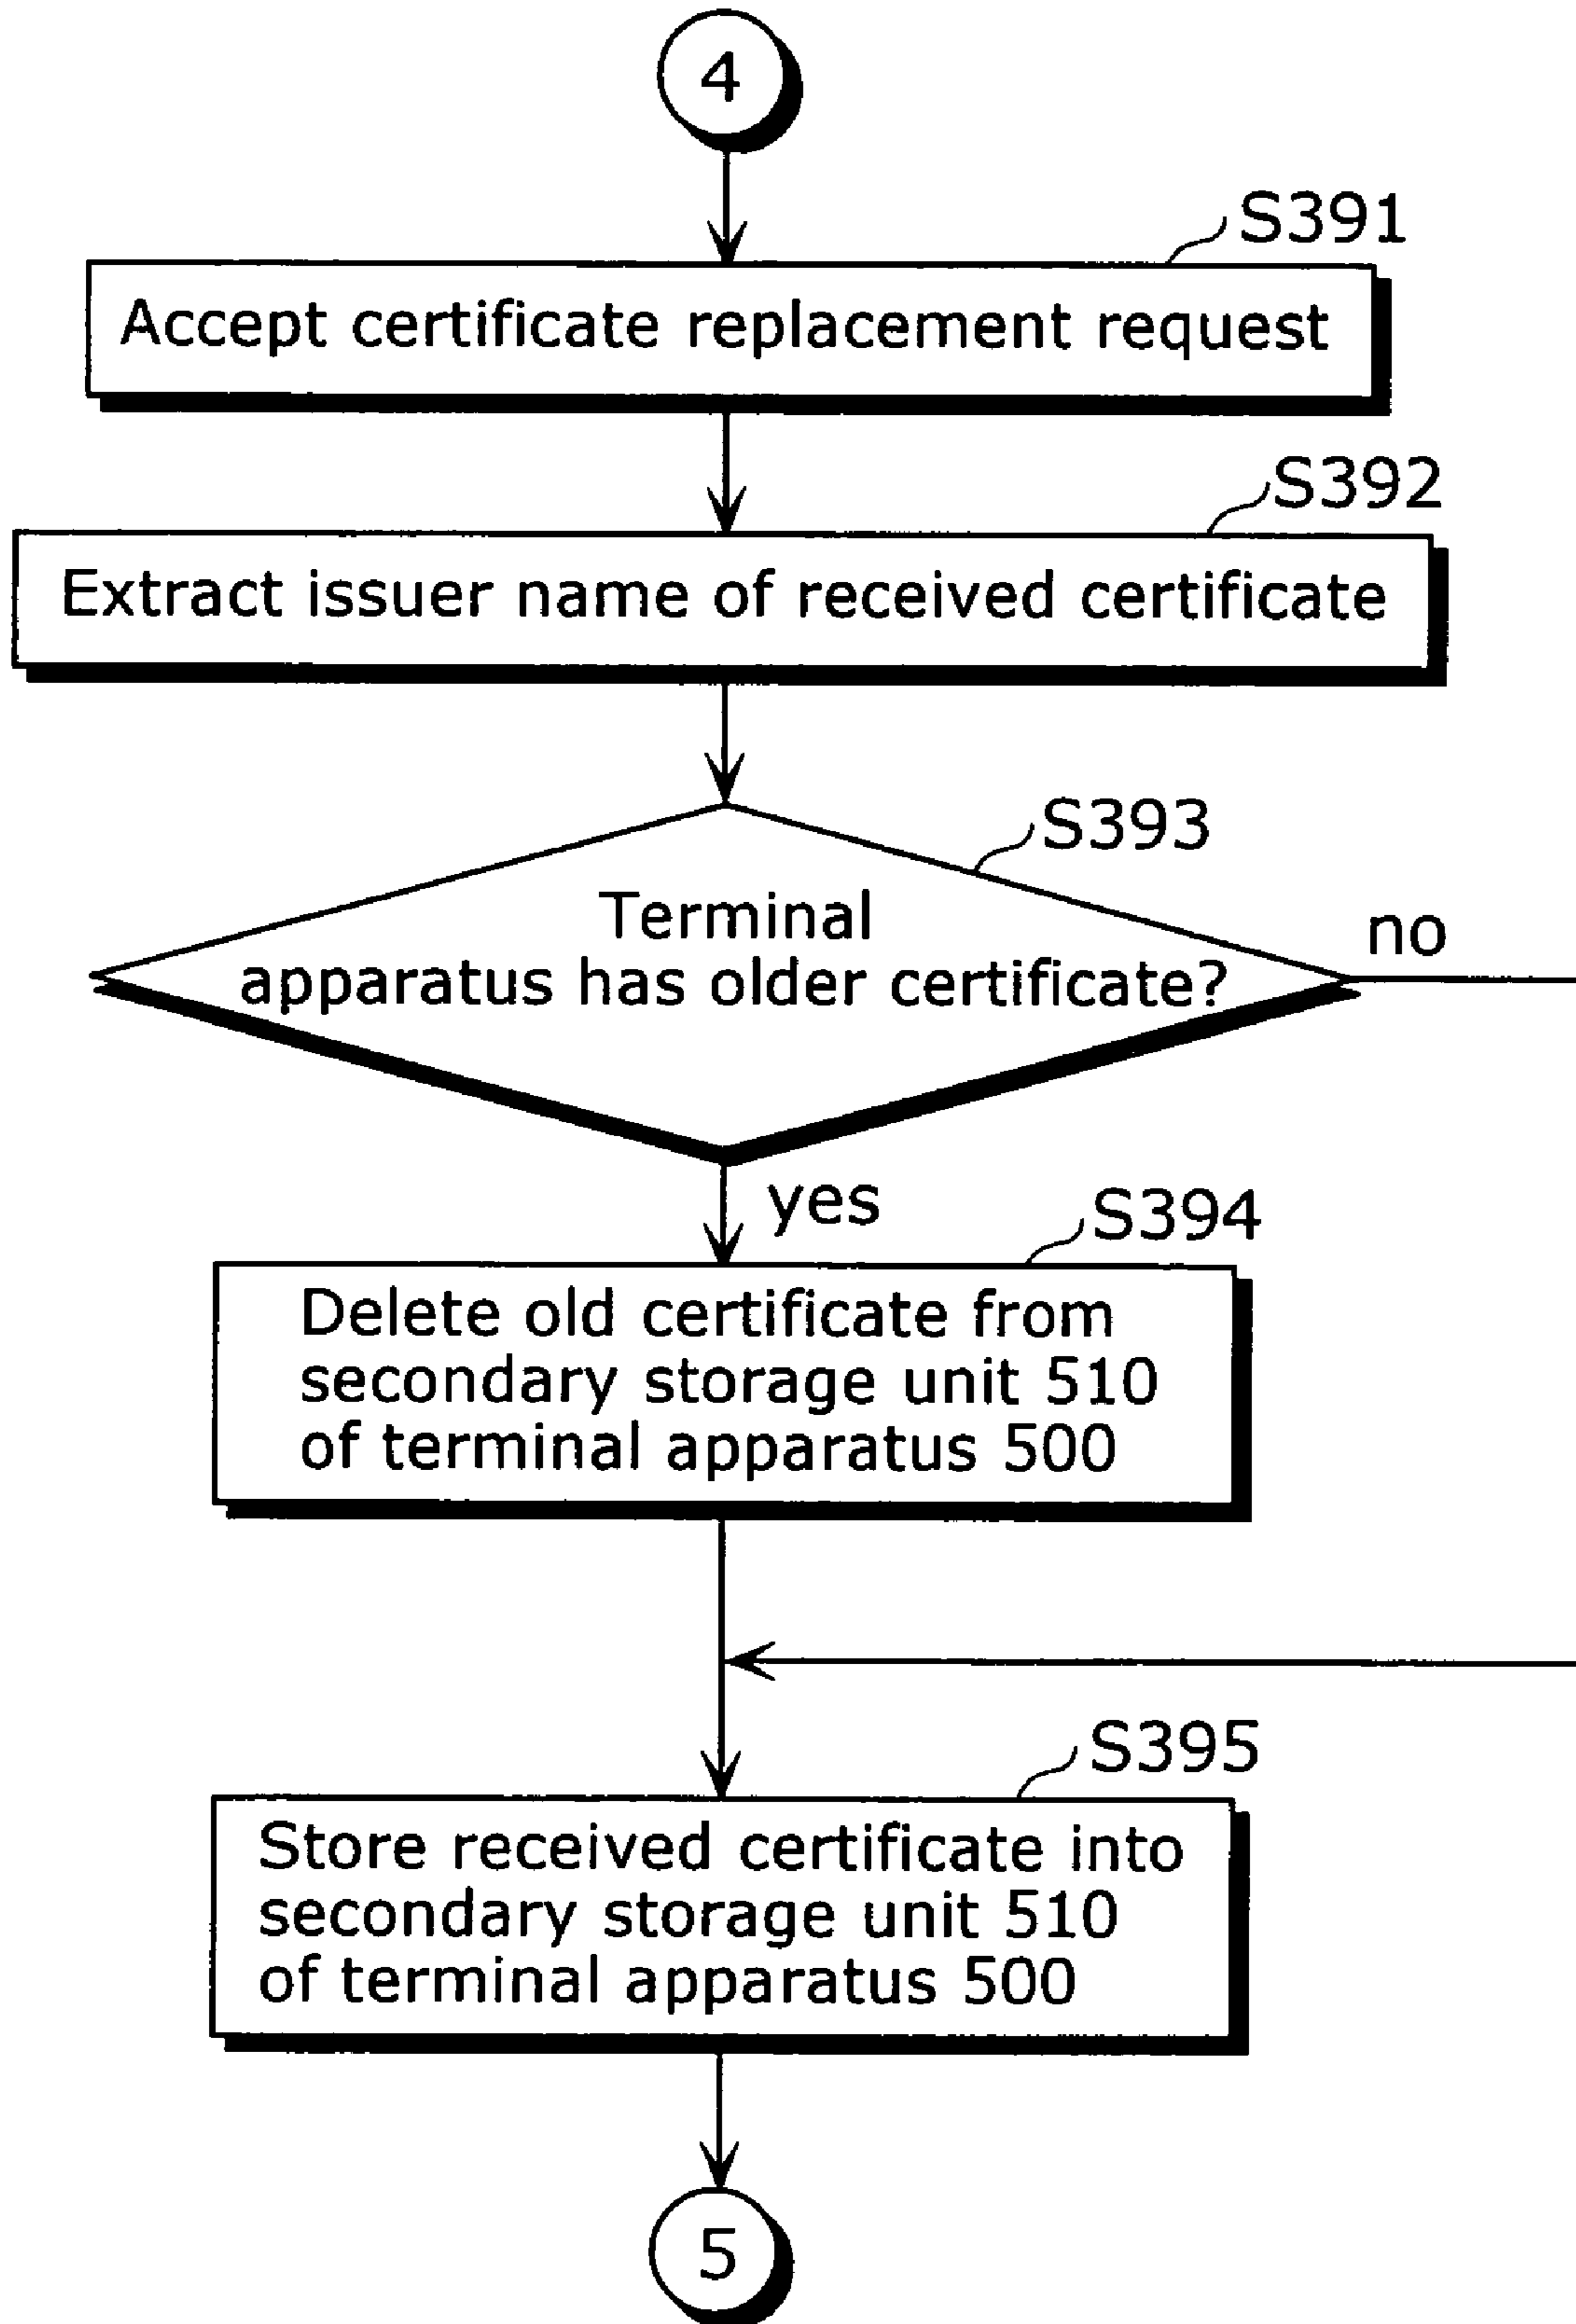 4
S391
Accept certificate replacement request
S392
Extract issuer name of received certificate
S393
Terminal
apparatus has older certificate?
no
yes
S394
Delete old certificate from
secondary storage unit 510
of terminal apparatus 500
S395
Store received certificate into
secondary storage unit 510
of terminal apparatus 500
5